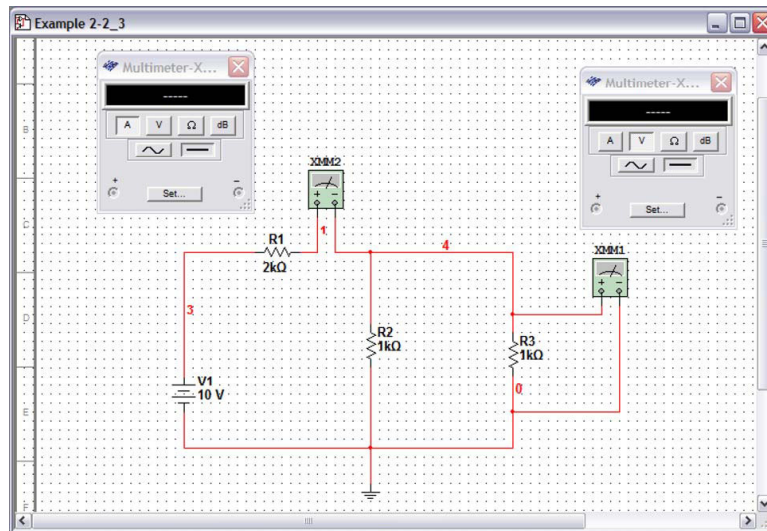 Example 2-2_3
Multimeter-X...
-----
A V Ω dB
+ -
Set...
Multimeter-X...
-----
A V Ω dB
+ -
Set...
XMM2
+ -
1
R1
2kΩ
4
XMM1
+ -
3
R2
1kΩ
R3
1kΩ
0
V1
10 V
B
C
D
E
F